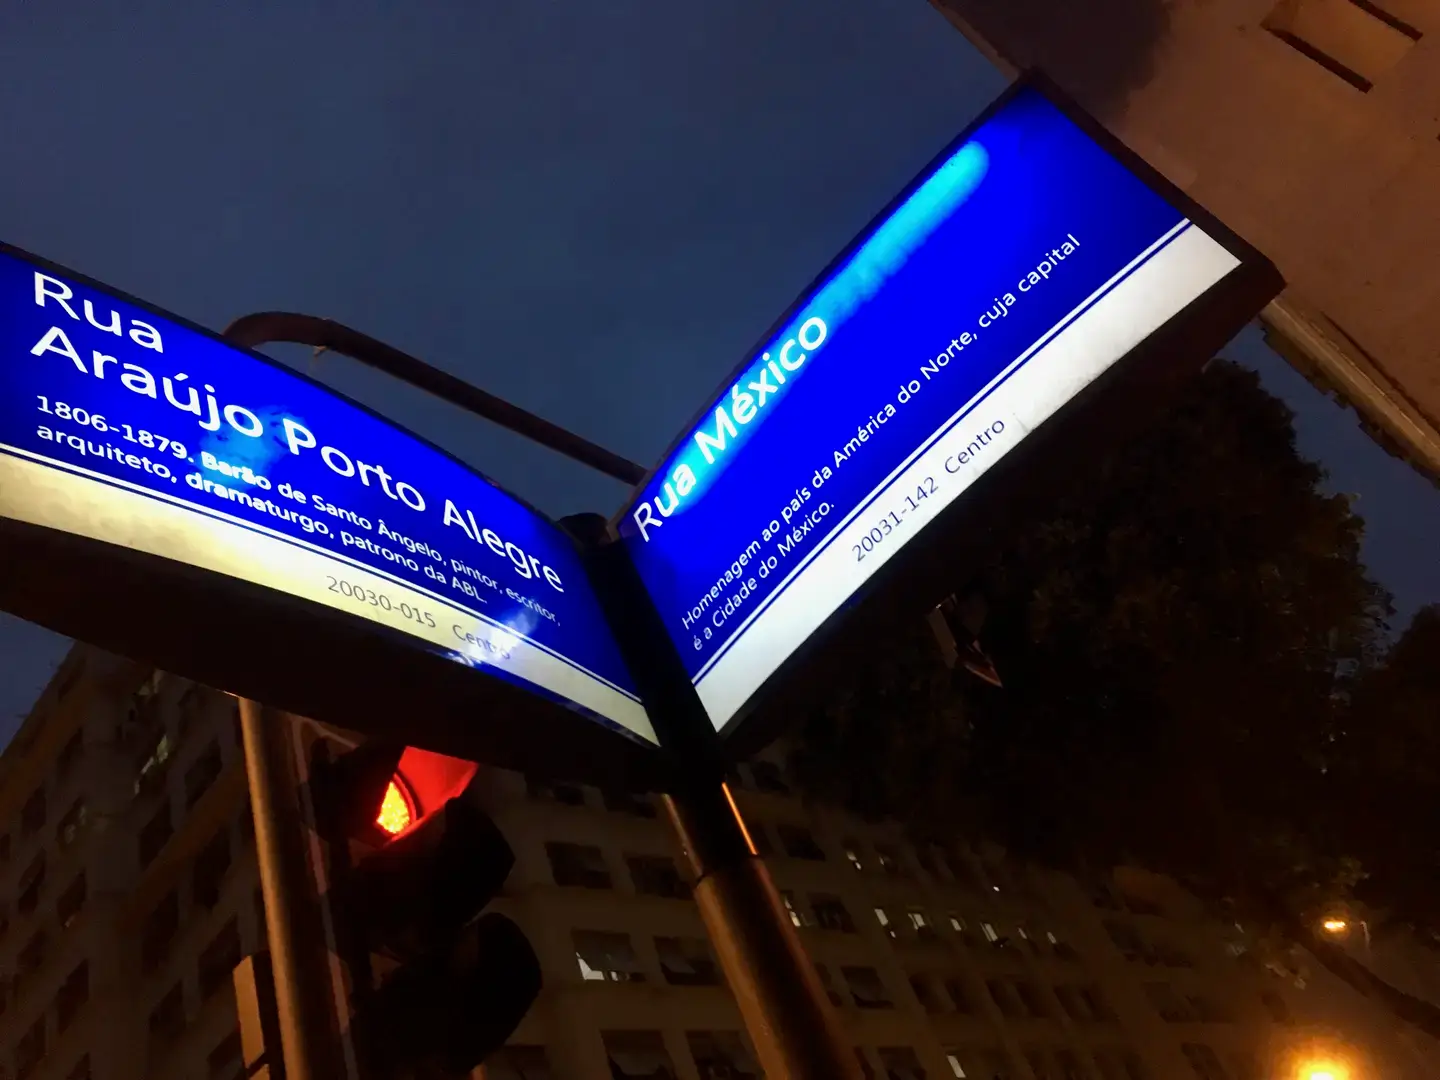 Rua
Araújo Porto Alegre
1806-1879. Barão de Santo Ângelo, pintor, escritor,
arquiteto, dramaturgo, patrono da ABL.
20030-015 Centro
Rua México
Homenagem ao país da América do Norte, cuja capital
é a Cidade do México.
20031-142 Centro